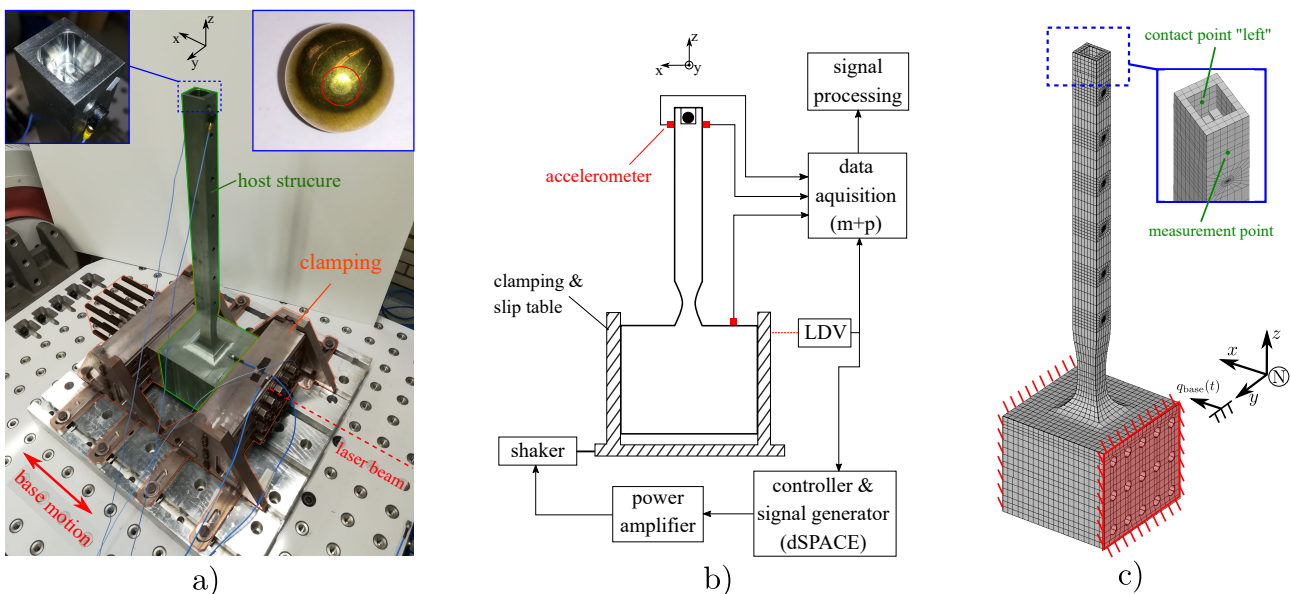 z
x
y
host strucure
clamping
laser beam
base motion
a)
z
x
y
signal
processing
accelerometer
data
aquisition
(m+p)
clamping &
slip table
LDV
shaker
power
amplifier
controller &
signal generator
(dSPACE)
b)
contact point "left"
measurement point
z
x
y
N
q_base(t)
c)